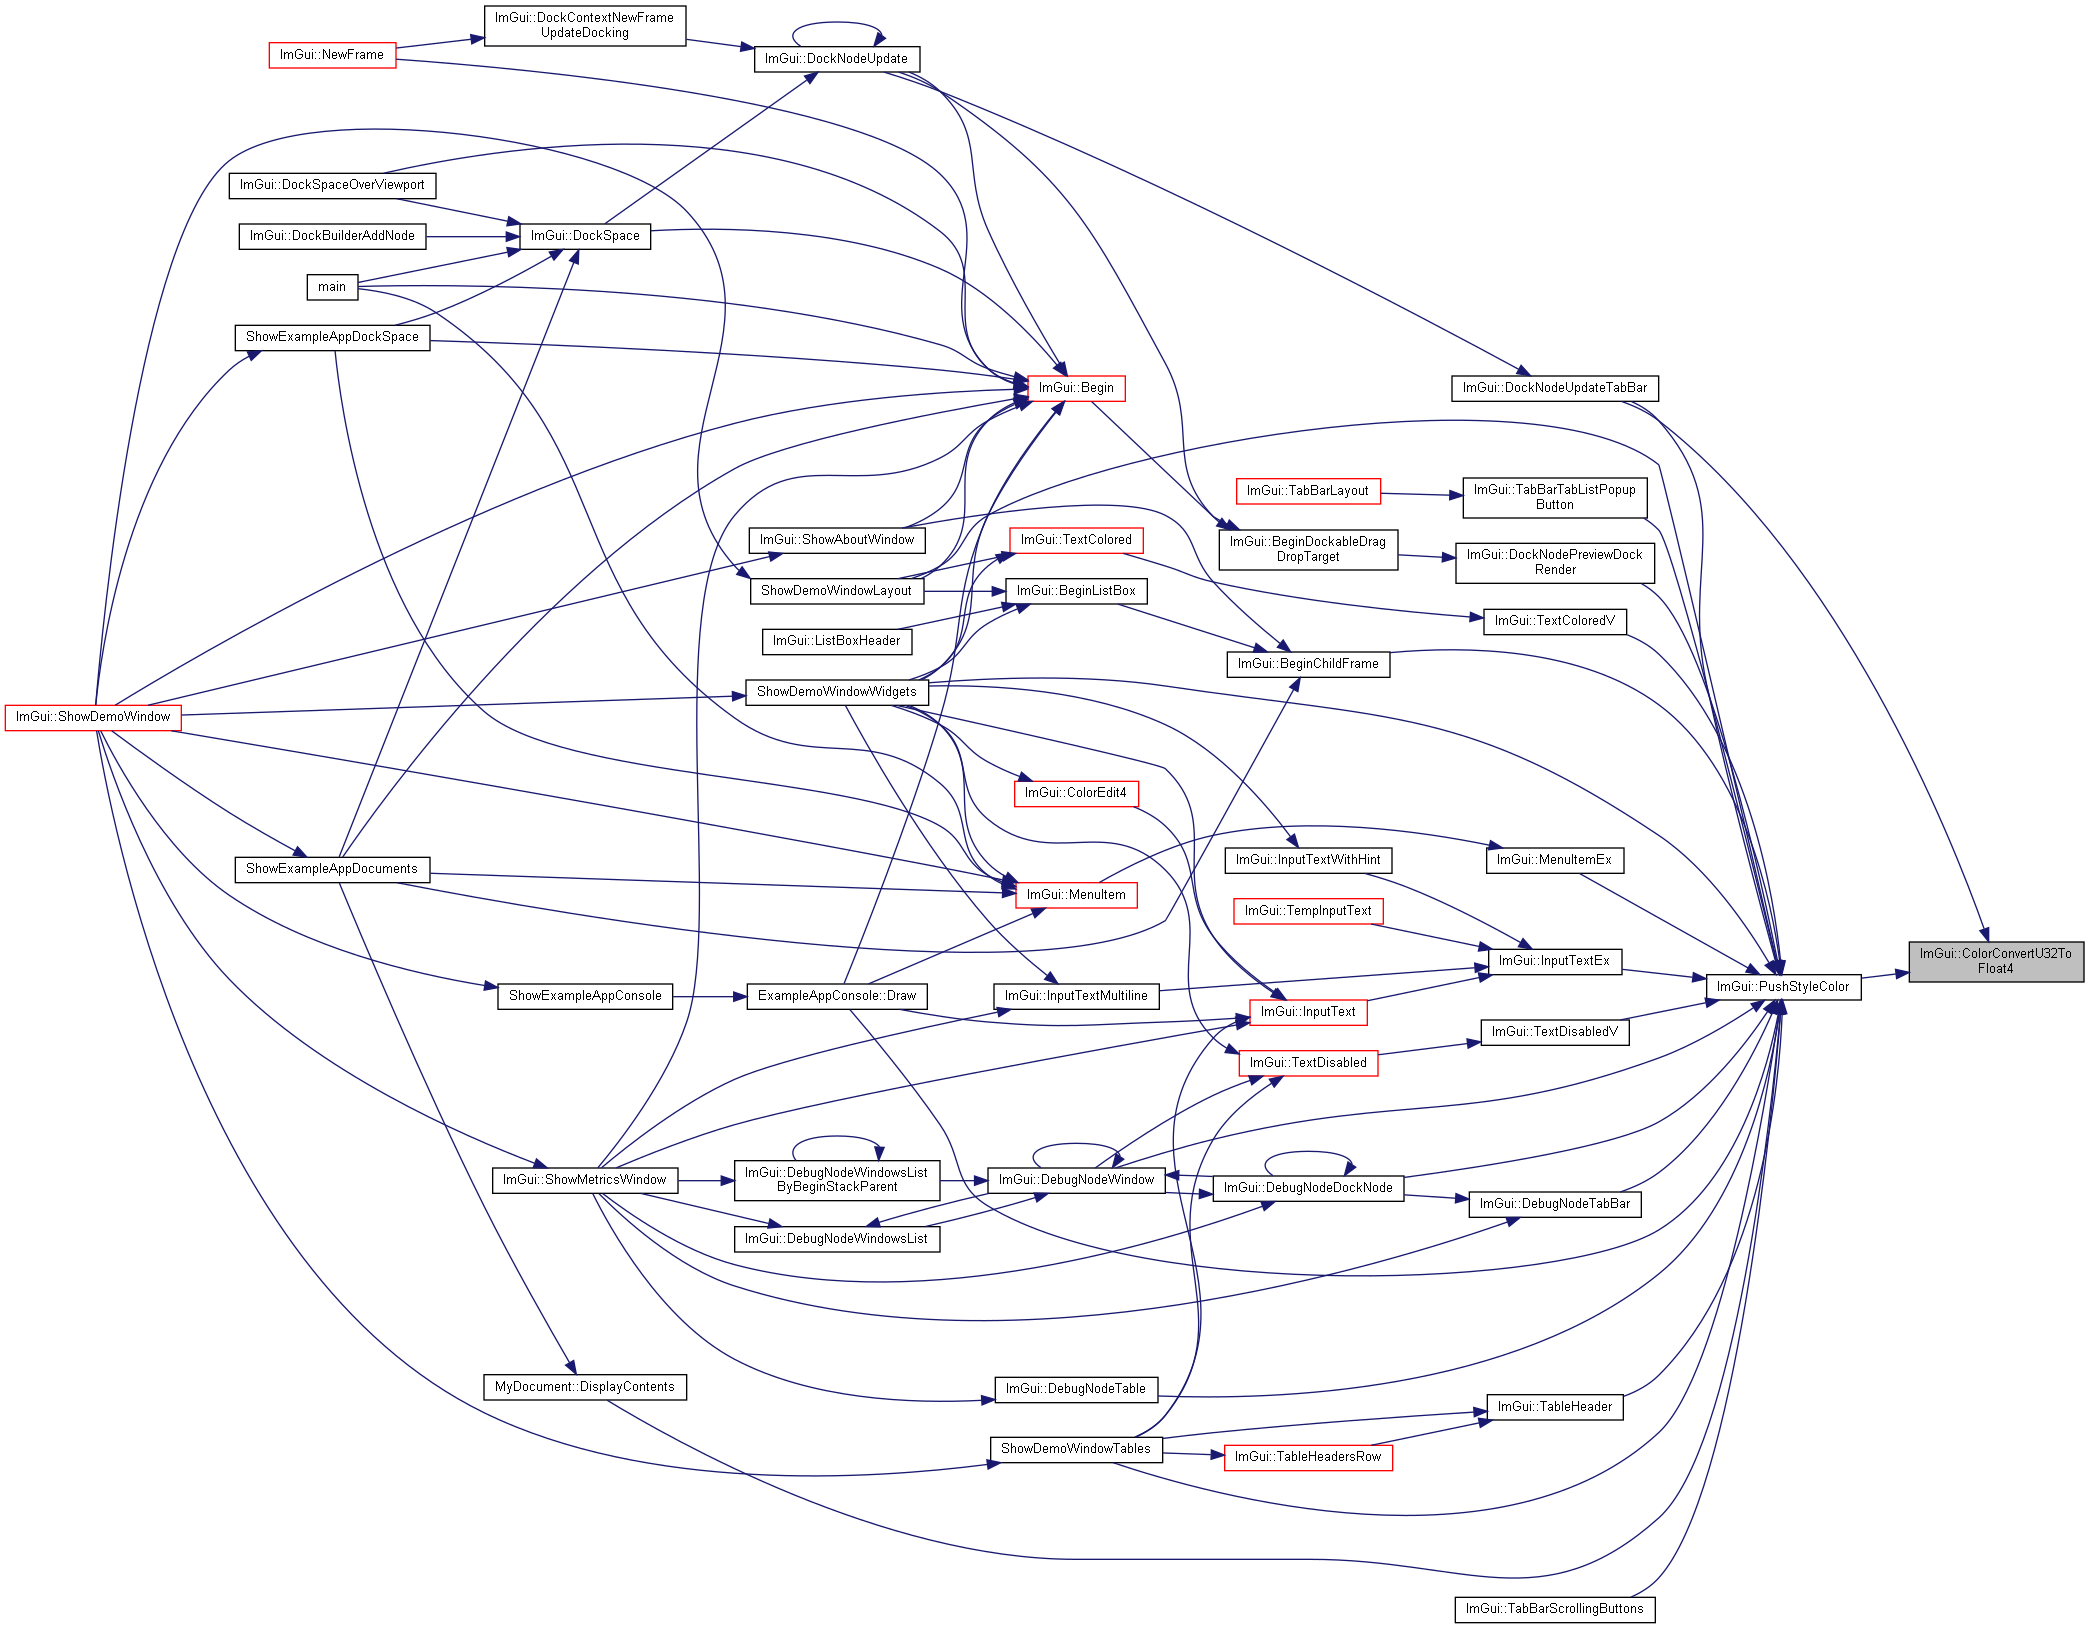 ImGui::DockContextNewFrame
UpdateDocking
ImGui::NewFrame
ImGui::DockNodeUpdate
ImGui::DockSpaceOverViewport
ImGui::DockBuilderAddNode
ImGui::DockSpace
main
ShowExampleAppDockSpace
ImGui::Begin
ImGui::DockNodeUpdateTabBar
ImGui::TabBarLayout
ImGui::TabBarTabListPopup
Button
ImGui::ShowAboutWindow
ImGui::TextColored
ImGui::BeginDockableDrag
DropTarget
ImGui::DockNodePreviewDock
Render
ShowDemoWindowLayout
ImGui::BeginListBox
ImGui::TextColoredV
ImGui::ListBoxHeader
ImGui::BeginChildFrame
ShowDemoWindowWidgets
ImGui::ShowDemoWindow
ImGui::ColorEdit4
ImGui::InputTextWithHint
ImGui::MenuItemEx
ShowExampleAppDocuments
ImGui::MenuItem
ImGui::TempInputText
ImGui::InputTextEx
ImGui::ColorConvertU32To
Float4
ImGui::PushStyleColor
ShowExampleAppConsole
ExampleAppConsole::Draw
ImGui::InputTextMultiline
ImGui::InputText
ImGui::TextDisabledV
ImGui::TextDisabled
ImGui::ShowMetricsWindow
ImGui::DebugNodeWindowsList
ByBeginStackParent
ImGui::DebugNodeWindow
ImGui::DebugNodeDockNode
ImGui::DebugNodeTabBar
ImGui::DebugNodeWindowsList
MyDocument::DisplayContents
ImGui::DebugNodeTable
ImGui::TableHeader
ShowDemoWindowTables
ImGui::TableHeadersRow
ImGui::TabBarScrollingButtons